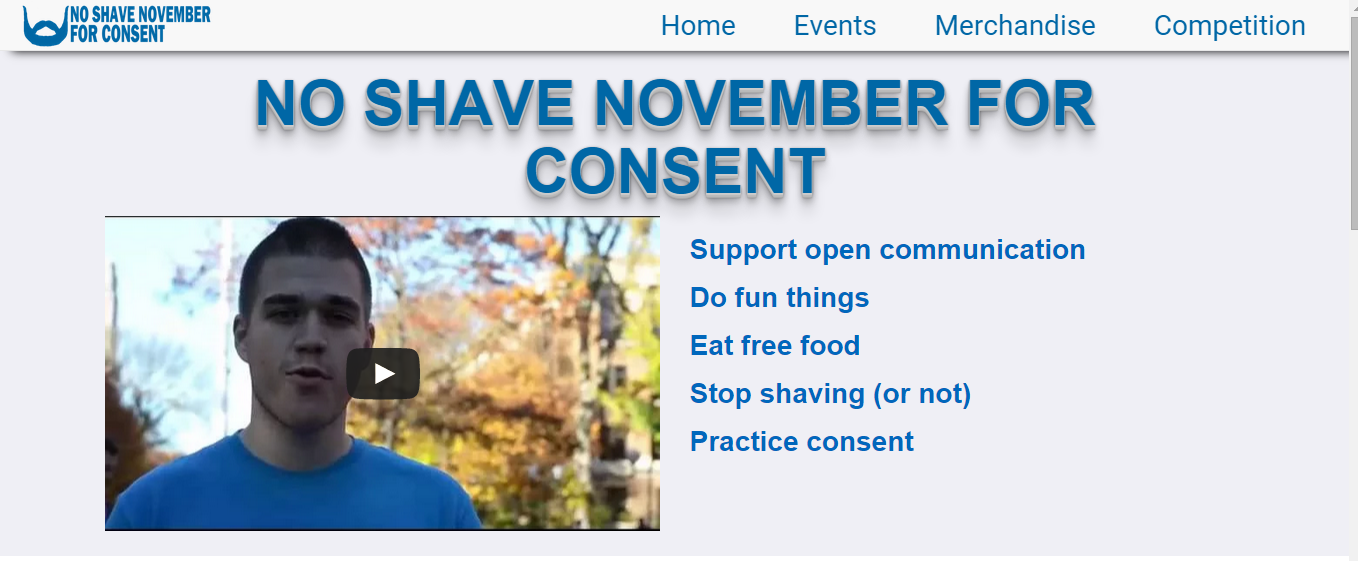 NO SHAVE NOVEMBER
FOR CONSENT
Home Events Merchandise Competition
NO SHAVE NOVEMBER FOR
CONSENT
Support open communication
Do fun things
Eat free food
Stop shaving (or not)
Practice consent